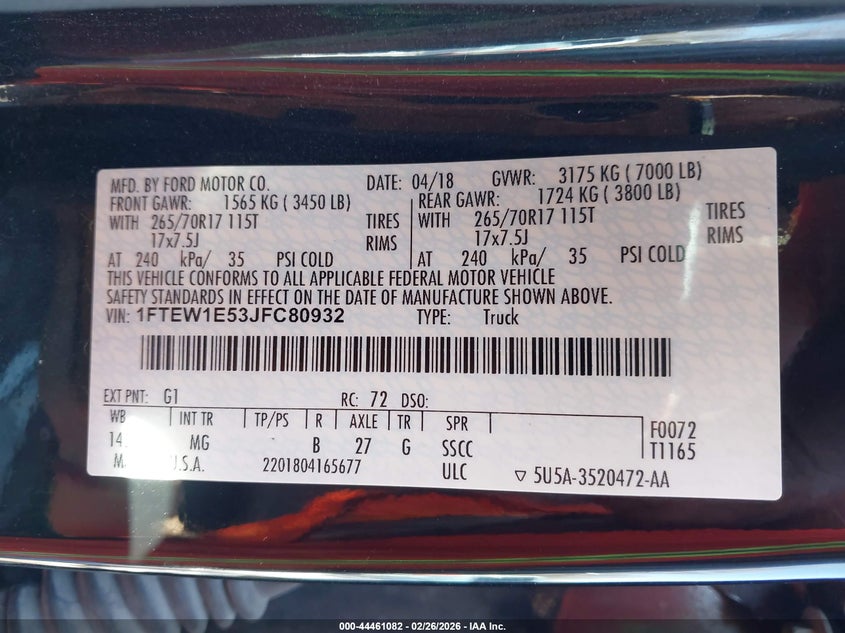 MFD. BY FORD MOTOR CO. DATE: 04/18 GVWR: 3175 KG ( 7000 LB)
FRONT GAWR: 1565 KG ( 3450 LB) REAR GAWR: 1724 KG ( 3800 LB)
WITH 265/70R17 115T TIRES WITH 265/70R17 115T TIRES
17x7.5J RIMS 17x7.5J RIMS
AT 240 kPa/ 35 PSI COLD AT 240 kPa/ 35 PSI COLD
THIS VEHICLE CONFORMS TO ALL APPLICABLE FEDERAL MOTOR VEHICLE
SAFETY STANDARDS IN EFFECT ON THE DATE OF MANUFACTURE SHOWN ABOVE.
VIN: 1FTEW1E53JFC80932 TYPE: Truck
EXT PNT: G1 RC: 72 DSO:
WB INT TR TP/PS R AXLE TR SPR F0072
MG B 27 G SSCC T1165
U.S.A. 2201804165677 ULC ▽ 5U5A-3520472-AA
000-44461082 - 02/26/2026 - IAA Inc.